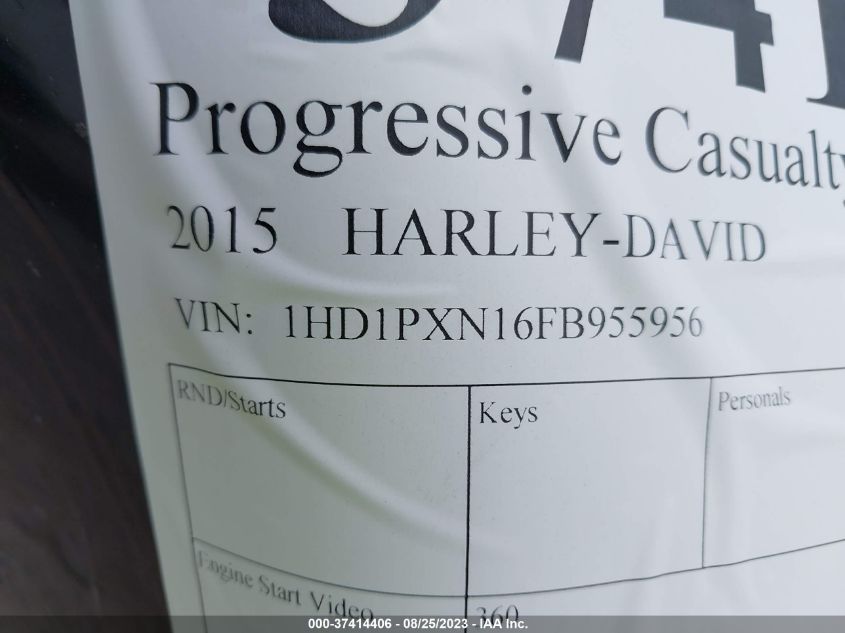 Progressive Casualty
2015 HARLEY-DAVID
VIN: 1HD1PXN16FB955956
RND/Starts Keys Personals
Engine Start Video 360
000-37414406 - 08/25/2023 - IAA Inc.